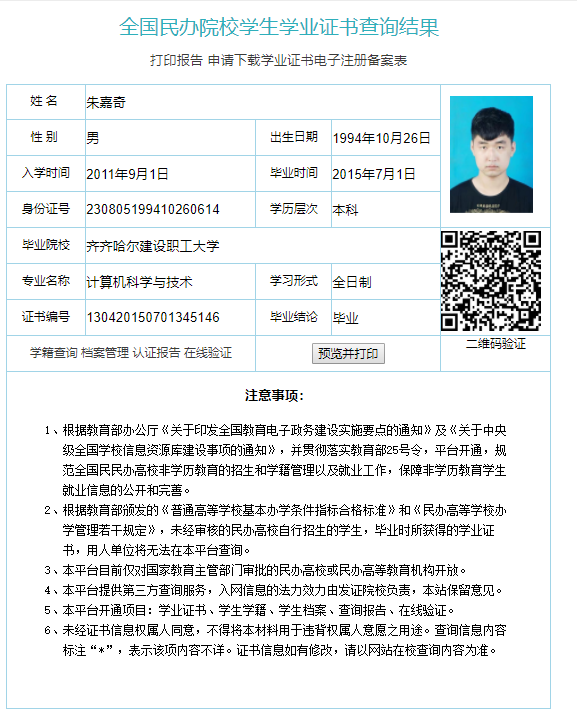 全国民办院校学生学业证书查询结果
打印报告 申请下载学业证书电子注册备案表
姓 名 朱嘉奇
性 别 男 出生日期 1994年10月26日
入学时间 2011年9月1日 毕业时间 2015年7月1日
身份证号 230805199410260614 学历层次 本科
毕业院校 齐齐哈尔建设职工大学
专业名称 计算机科学与技术 学习形式 全日制
证书编号 130420150701345146 毕业结论 毕业
二维码验证
学籍查询 档案管理 认证报告 在线验证 预览并打印
注意事项：
1、根据教育部办公厅《关于印发全国教育电子政务建设实施要点的通知》及《关于中央
级全国学校信息资源库建设事项的通知》，并贯彻落实教育部25号令，平台开通，规
范全国民民办高校非学历教育的招生和学籍管理以及就业工作，保障非学历教育学生
就业信息的公开和完善。
2、根据教育部颁发的《普通高等学校基本办学条件指标合格标准》和《民办高等学校办
学管理若干规定》，未经审核的民办高校自行招生的学生，毕业时所获得的学业证
书，用人单位将无法在本平台查询。
3、本平台目前仅对国家教育主管部门审批的民办高校或民办高等教育机构开放。
4、本平台提供第三方查询服务，入网信息的法力效力由发证院校负责，本站保留意见。
5、本平台开通项目：学业证书、学生学籍、学生档案、查询报告、在线验证。
6、未经证书信息权属人同意，不得将本材料用于违背权属人意愿之用途。查询信息内容
标注“*”，表示该项内容不详。证书信息如有修改，请以网站在校查询内容为准。